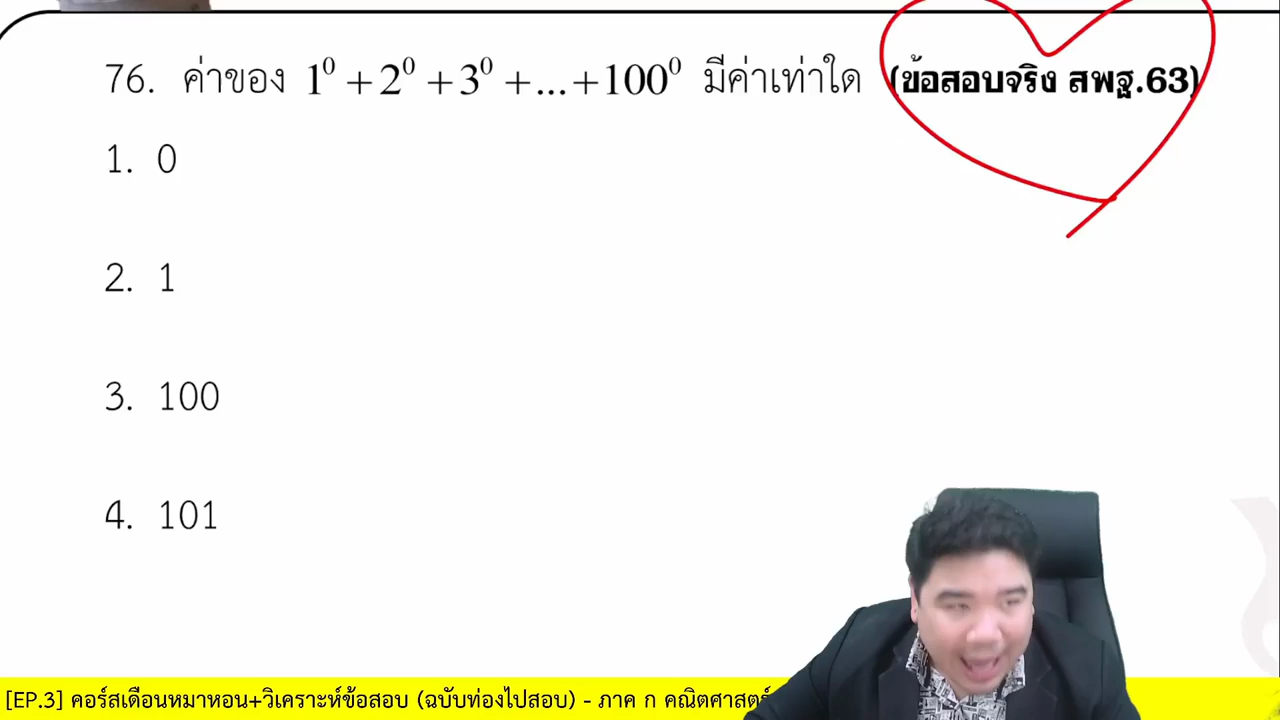 76. ค่าของ 1⁰ + 2⁰ + 3⁰ + ... + 100⁰ มีค่าเท่าใด (ข้อสอบจริง สพฐ.63)
1. 0
2. 1
3. 100
4. 101
[EP.3] คอร์สเดือนหมาหอน+วิเคราะห์ข้อสอบ (ฉบับท่องไปสอบ) - ภาค ก คณิตศาสตร์